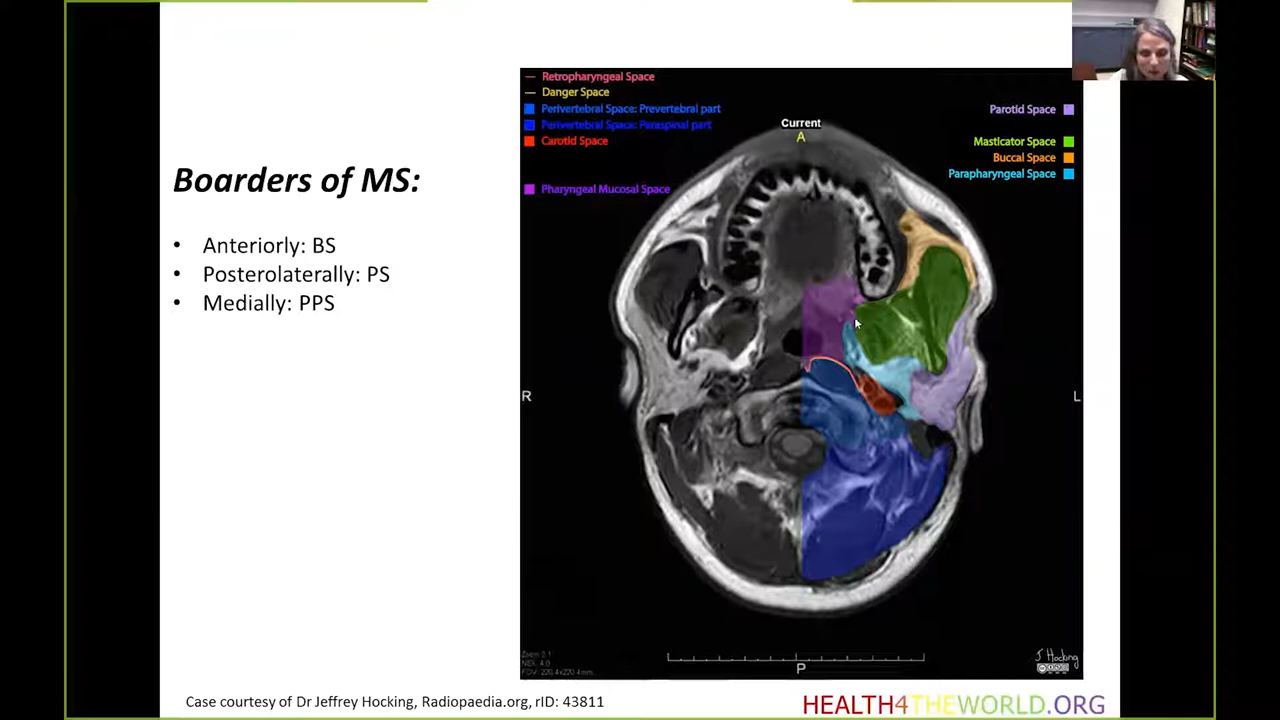 Boarders of MS:
• Anteriorly: BS
• Posterolaterally: PS
• Medially: PPS
Retropharyngeal Space
Danger Space
Perivertebral Space: Prevertebral part
Perivertebral Space: Paraspinal part
Carotid Space
Pharyngeal Mucosal Space
Current
A
Parotid Space
Masticator Space
Buccal Space
Parapharyngeal Space
R
L
P
J Hocking
Case courtesy of Dr Jeffrey Hocking, Radiopaedia.org, rID: 43811
HEALTH4THEWORLD.ORG